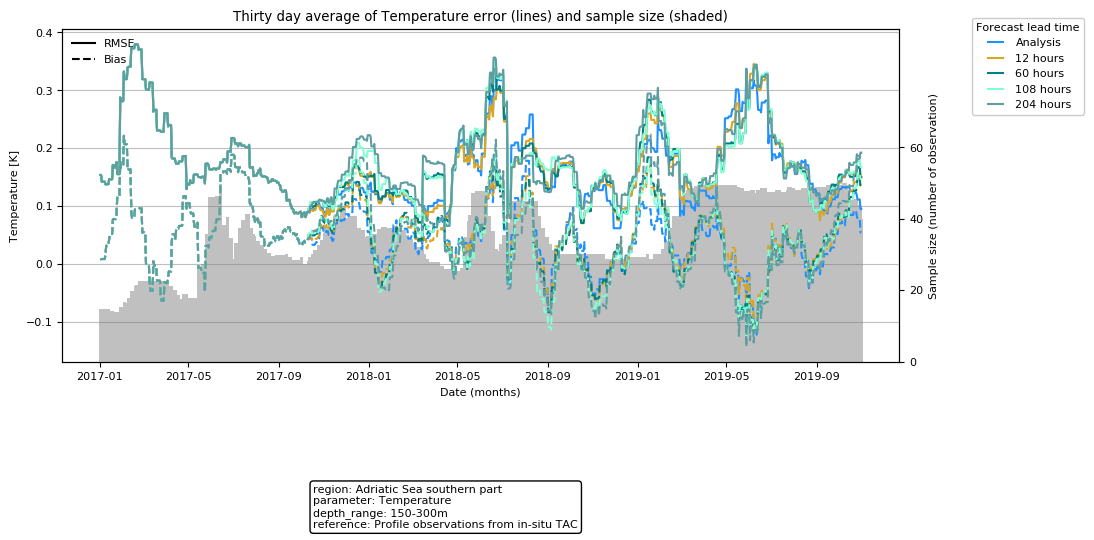 Thirty day average of Temperature error (lines) and sample size (shaded)
Forecast lead time
Analysis
12 hours
60 hours
108 hours
204 hours
RMSE
Bias
0.4
0.3
0.2
0.1
0.0
−0.1
Temperature [K]
60
40
20
0
Sample size (number of observation)
2017-01
2017-05
2017-09
2018-01
2018-05
2018-09
2019-01
2019-05
2019-09
Date (months)
region: Adriatic Sea southern part
parameter: Temperature
depth_range: 150-300m
reference: Profile observations from in-situ TAC